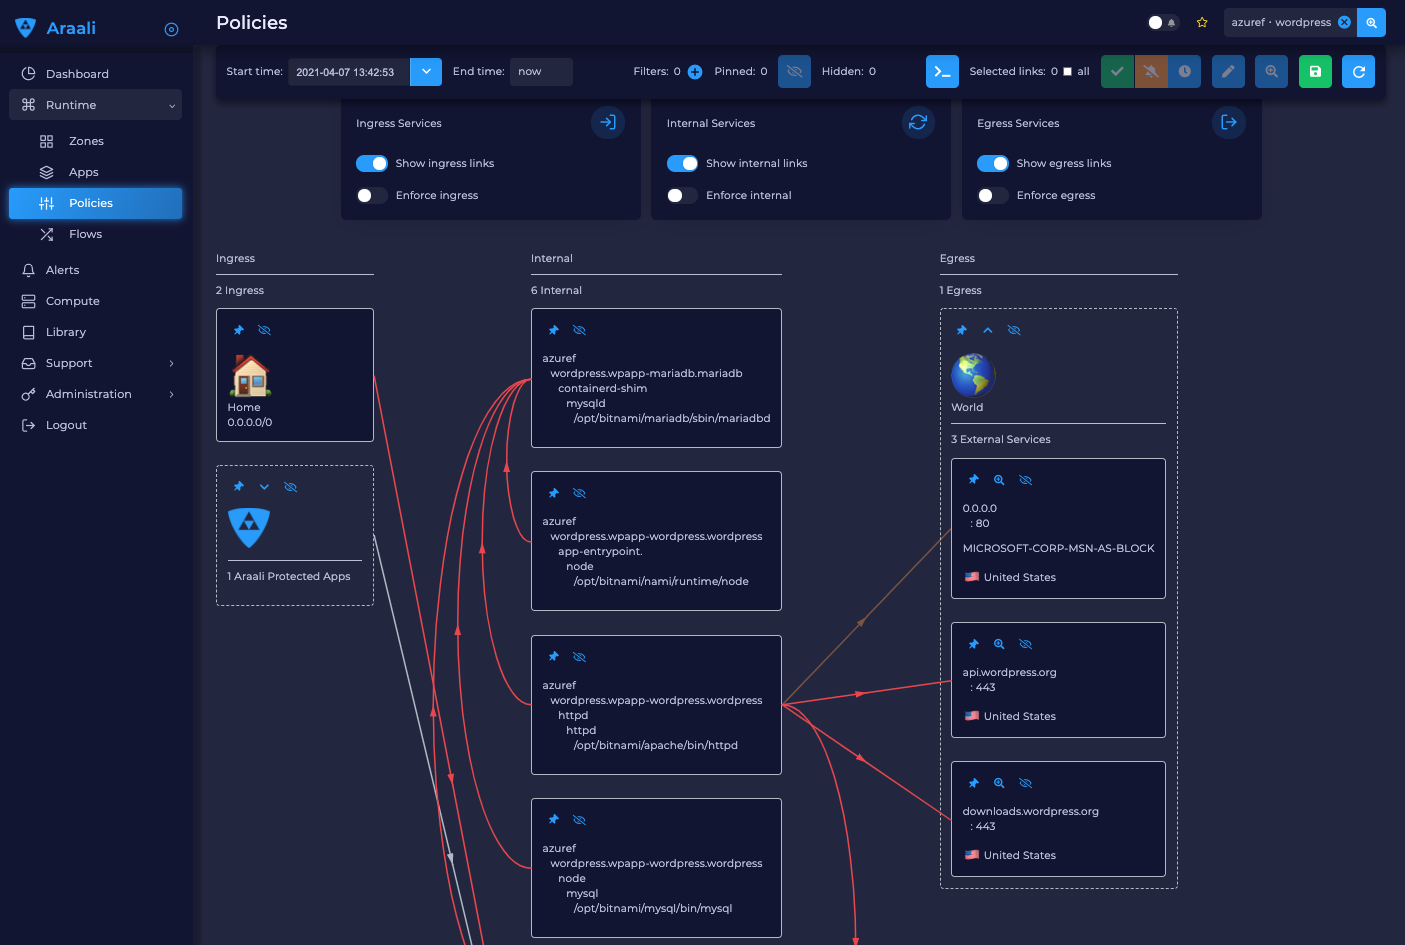 Araali
Policies
azuref · wordpress
Dashboard
Runtime
Zones
Apps
Policies
Flows
Alerts
Compute
Library
Support
Administration
Logout
Start time: 2021-04-07 13:42:53 End time: now Filters: 0 Pinned: 0 Hidden: 0 Selected links: 0 all
Ingress Services
Show ingress links
Enforce ingress
Internal Services
Show internal links
Enforce internal
Egress Services
Show egress links
Enforce egress
Ingress
2 Ingress
Home
0.0.0.0/0
1 Araali Protected Apps
Internal
6 Internal
azuref
wordpress.wpapp-mariadb.mariadb
containerd-shim
mysqld
/opt/bitnami/mariadb/sbin/mariadbd
azuref
wordpress.wpapp-wordpress.wordpress
app-entrypoint.
node
/opt/bitnami/nami/runtime/node
azuref
wordpress.wpapp-wordpress.wordpress
httpd
httpd
/opt/bitnami/apache/bin/httpd
azuref
wordpress.wpapp-wordpress.wordpress
node
mysql
/opt/bitnami/mysql/bin/mysql
Egress
1 Egress
World
3 External Services
0.0.0.0
: 80
MICROSOFT-CORP-MSN-AS-BLOCK
United States
api.wordpress.org
: 443
United States
downloads.wordpress.org
: 443
United States